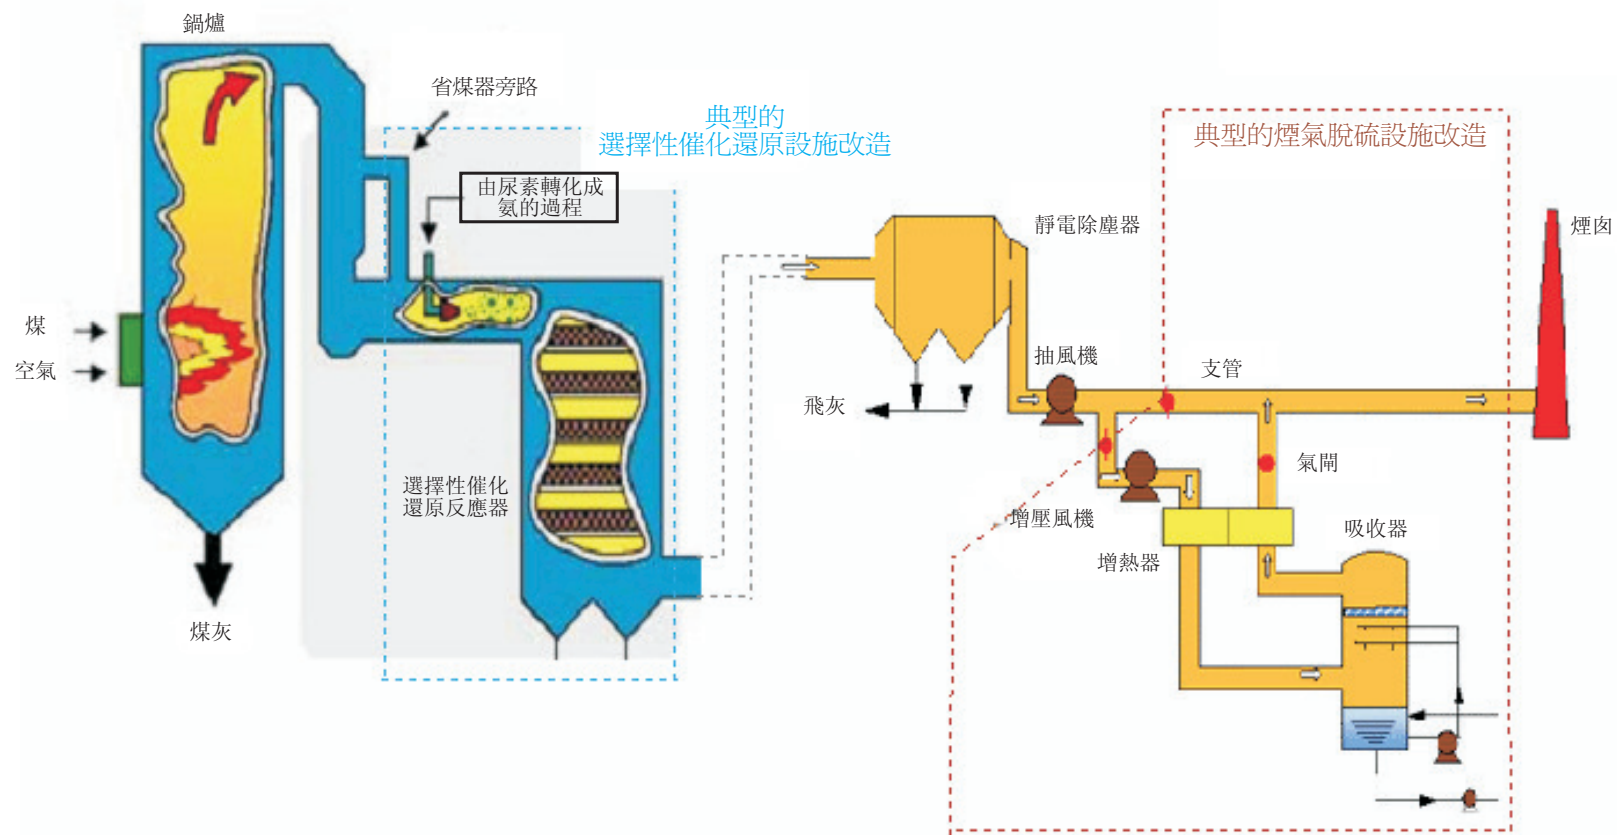 鍋爐
省煤器旁路
典型的
選擇性催化還原設施改造
典型的煙氣脫硫設施改造
由尿素轉化成
氨的過程
靜電除塵器
煙囪
煤
空氣
抽風機
支管
飛灰
氣閘
選擇性催化
還原反應器
增壓風機
吸收器
增熱器
煤灰